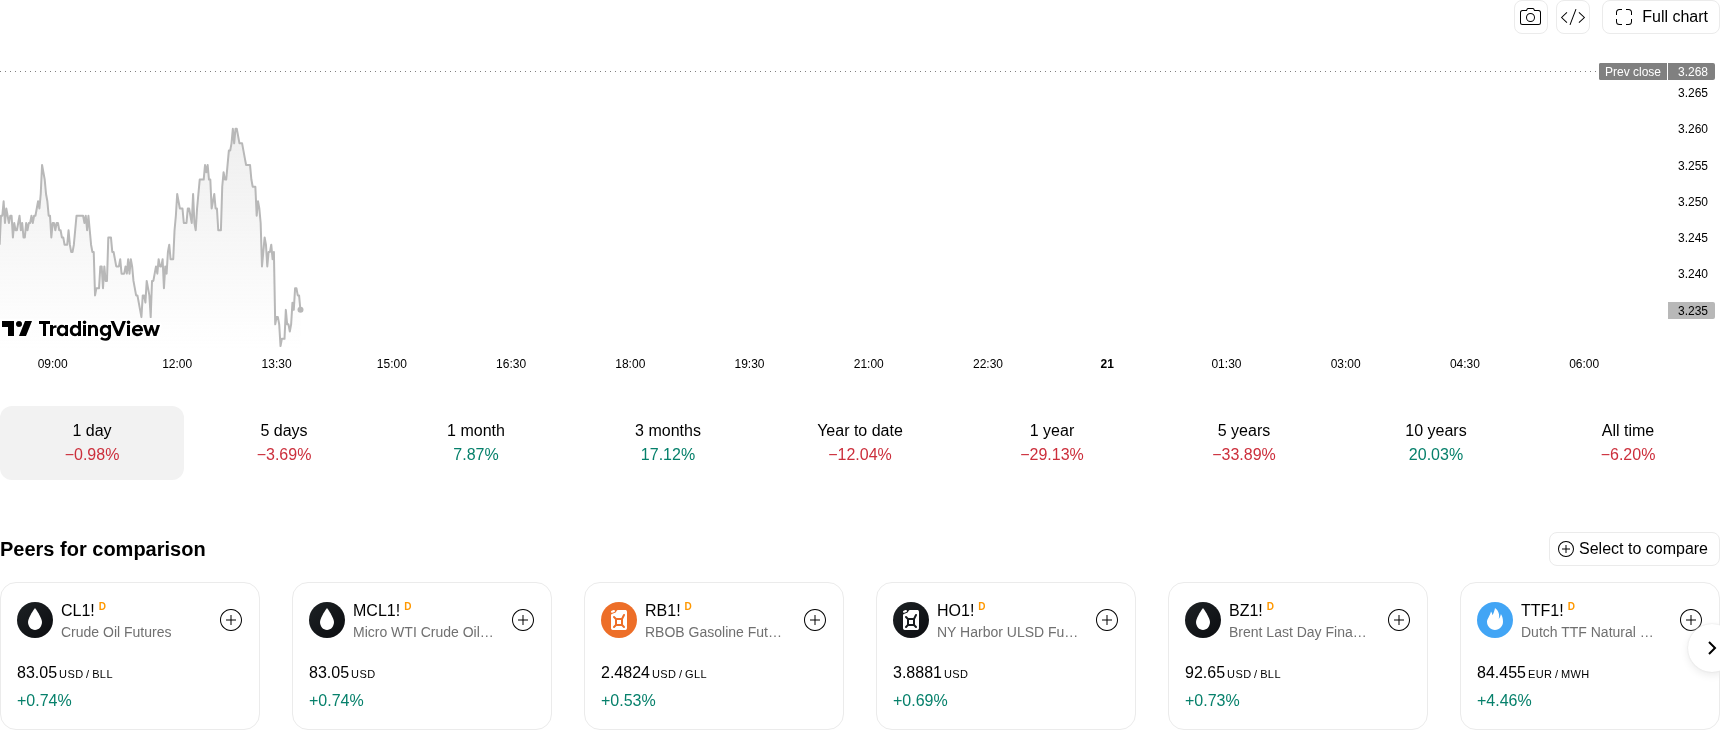 Full chart
Prev close 3.268
3.265
3.260
3.255
3.250
3.245
3.240
3.235
TradingView
09:00 12:00 13:30 15:00 16:30 18:00 19:30 21:00 22:30 21 01:30 03:00 04:30 06:00
1 day 5 days 1 month 3 months Year to date 1 year 5 years 10 years All time
−0.98% −3.69% 7.87% 17.12% −12.04% −29.13% −33.89% 20.03% −6.20%
Peers for comparison
Select to compare
CL1! D
Crude Oil Futures
83.05 USD / BLL
+0.74%
MCL1! D
Micro WTI Crude Oil…
83.05 USD
+0.74%
RB1! D
RBOB Gasoline Fut…
2.4824 USD / GLL
+0.53%
HO1! D
NY Harbor ULSD Fu…
3.8881 USD
+0.69%
BZ1! D
Brent Last Day Fina…
92.65 USD / BLL
+0.73%
TTF1! D
Dutch TTF Natural …
84.455 EUR / MWH
+4.46%